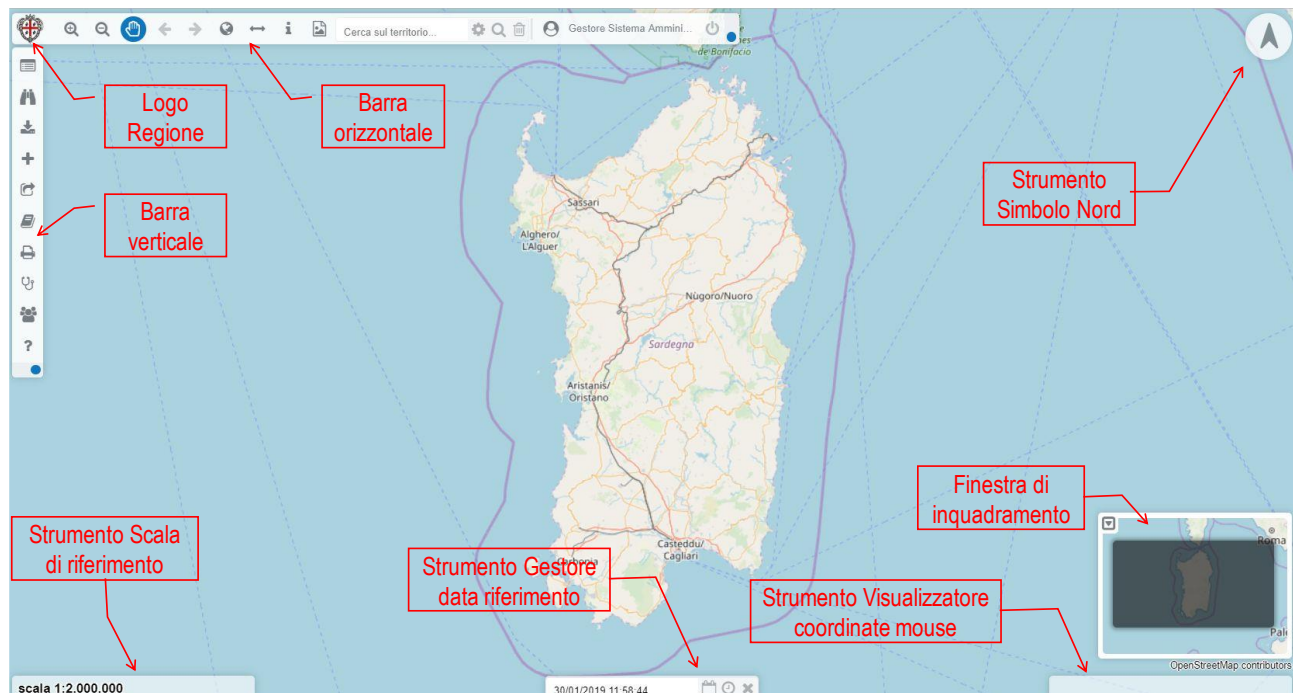 Cerca sul territorio...
Gestore Sistema Ammini...
de Bonifacio
Logo
Regione
Barra
orizzontale
Strumento
Simbolo Nord
Barra
verticale
Sassari
Alghero/
L'Alguer
Nùgoro/Nuoro
Sardegna
Aristanis/
Oristano
Finestra di
inquadramento
Roma
Strumento Scala
di riferimento
Casteddu/
Cagliari
Strumento Gestore
data riferimento
Strumento Visualizzatore
coordinate mouse
OpenStreetMap contributors
scala 1:2.000.000
30/01/2019 11:58:44